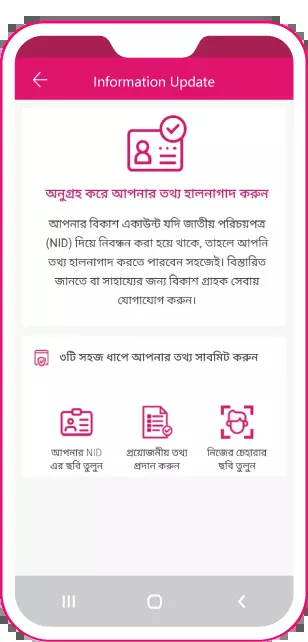 Information Update
অনুগ্রহ করে আপনার তথ্য হালনাগাদ করুন
আপনার বিকাশ একাউন্ট যদি জাতীয় পরিচয়পত্র
(NID) দিয়ে নিবন্ধন করা হয়ে থাকে, তাহলে আপনি
তথ্য হালনাগাদ করতে পারবেন সহজেই। বিস্তারিত
জানতে বা সাহায্যের জন্য বিকাশ গ্রাহক সেবায়
যোগাযোগ করুন।
৩টি সহজ ধাপে আপনার তথ্য সাবমিট করুন
আপনার NID
এর ছবি তুলুন
প্রয়োজনীয় তথ্য
প্রদান করুন
নিজের চেহারার
ছবি তুলুন